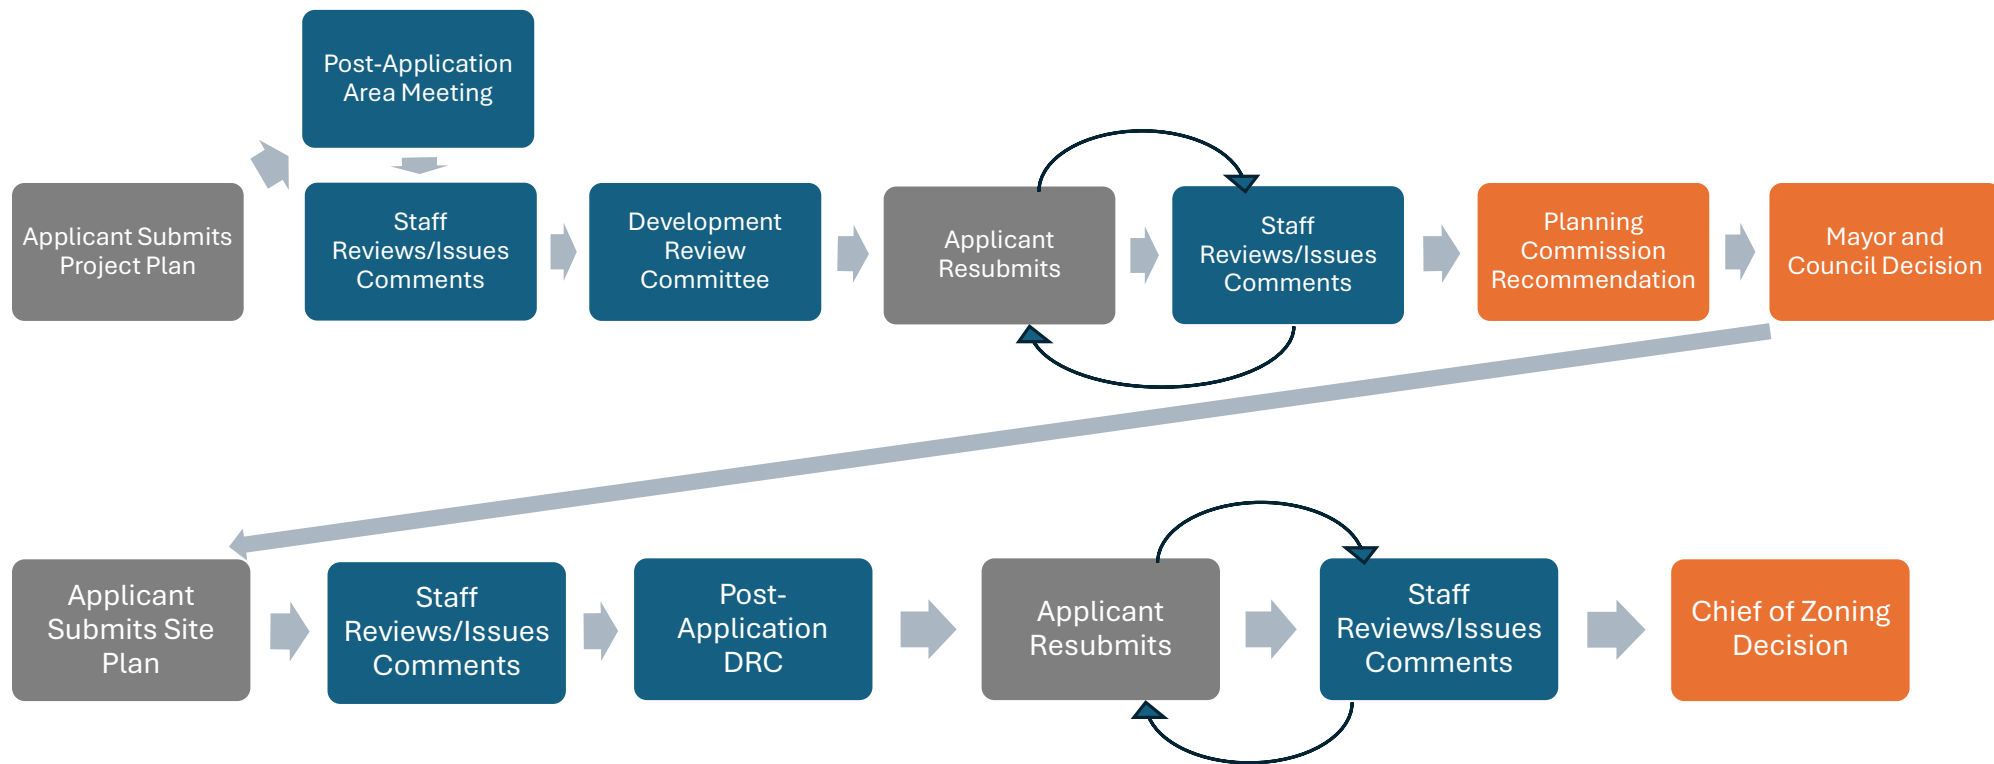 Post-Application
Area Meeting
Applicant Submits
Project Plan
Staff
Reviews/Issues
Comments
Development
Review
Committee
Applicant
Resubmits
Staff
Reviews/Issues
Comments
Planning
Commission
Recommendation
Mayor and
Council Decision
Applicant
Submits Site
Plan
Staff
Reviews/Issues
Comments
Post-
Application
DRC
Applicant
Resubmits
Staff
Reviews/Issues
Comments
Chief of Zoning
Decision